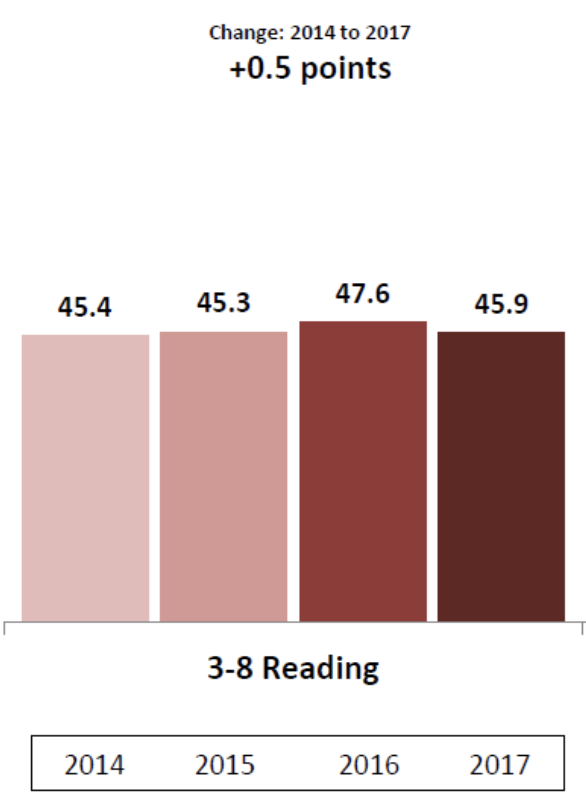 Change: 2014 to 2017
+0.5 points
45.4 45.3 47.6 45.9
3-8 Reading
2014 2015 2016 2017